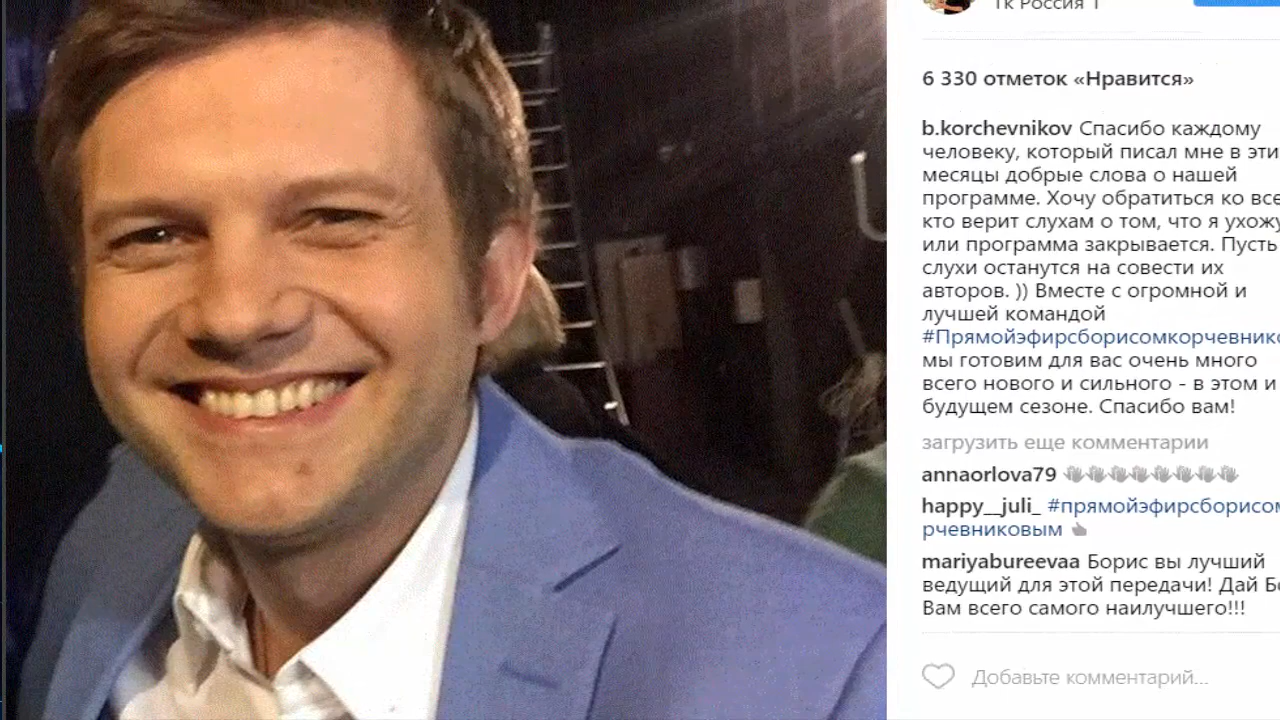 тк Россия 1
6 330 отметок «Нравится»
b.korchevnikov Спасибо каждому
человеку, который писал мне в эти
месяцы добрые слова о нашей
программе. Хочу обратиться ко все
кто верит слухам о том, что я ухожу
или программа закрывается. Пусть
слухи останутся на совести их
авторов. )) Вместе с огромной и
лучшей командой
#Прямойэфирсборисомкорчевнико
мы готовим для вас очень много
всего нового и сильного - в этом и
будущем сезоне. Спасибо вам!
загрузить еще комментарии
annaorlova79 👋👋👋👋👋👋👋👋
happy__juli_ #прямойэфирсборисом
рчевниковым 👍
mariyabureevaa Борис вы лучший
ведущий для этой передачи! Дай Бо
Вам всего самого наилучшего!!!
Добавьте комментарий...